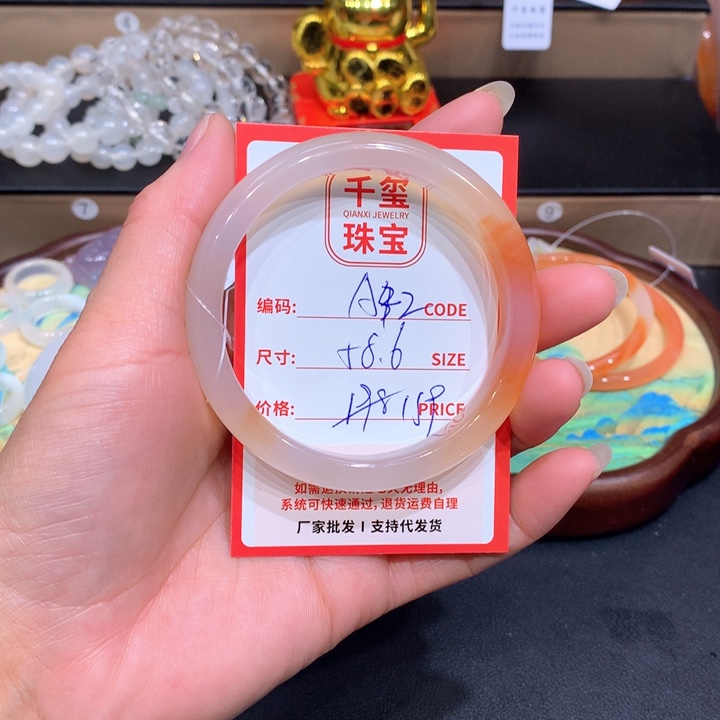 千玺
QIANXI JEWELRY
珠宝
编码: CODE
尺寸: 58.6 SIZE
价格: 159 PRICE
系统可快速通过, 退货运费自理
厂家批发 I 支持代发货
7
9